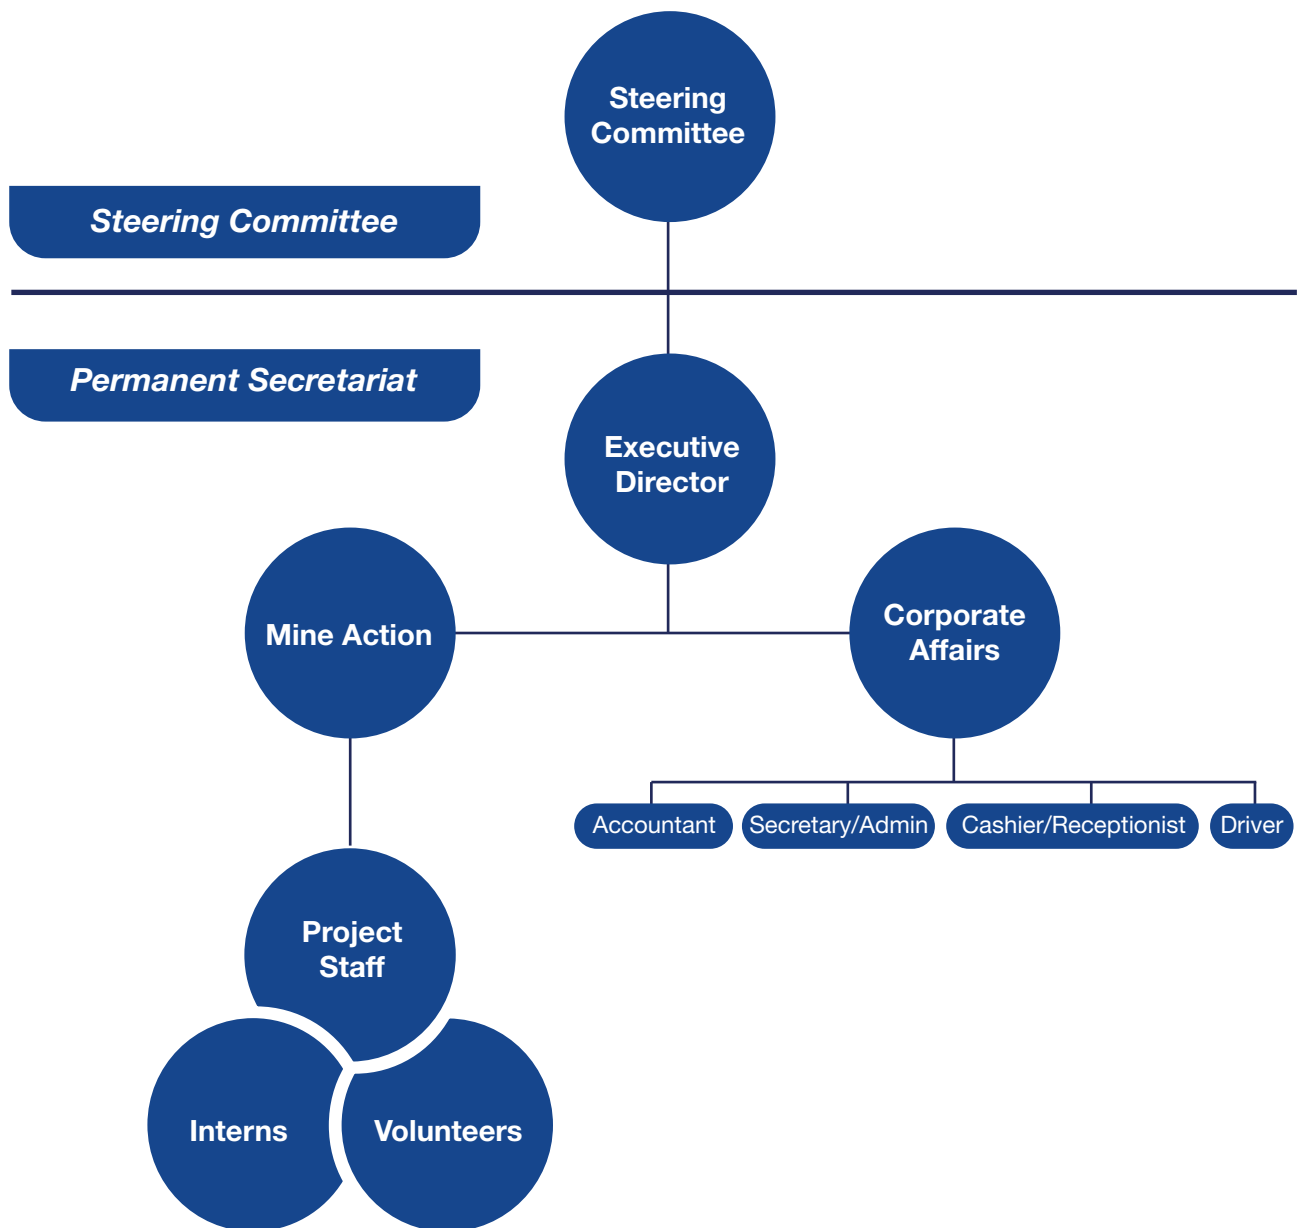 Steering
Committee
Steering Committee
Permanent Secretariat
Executive
Director
Mine Action
Corporate
Affairs
Accountant
Secretary/Admin
Cashier/Receptionist
Driver
Project
Staff
Interns
Volunteers